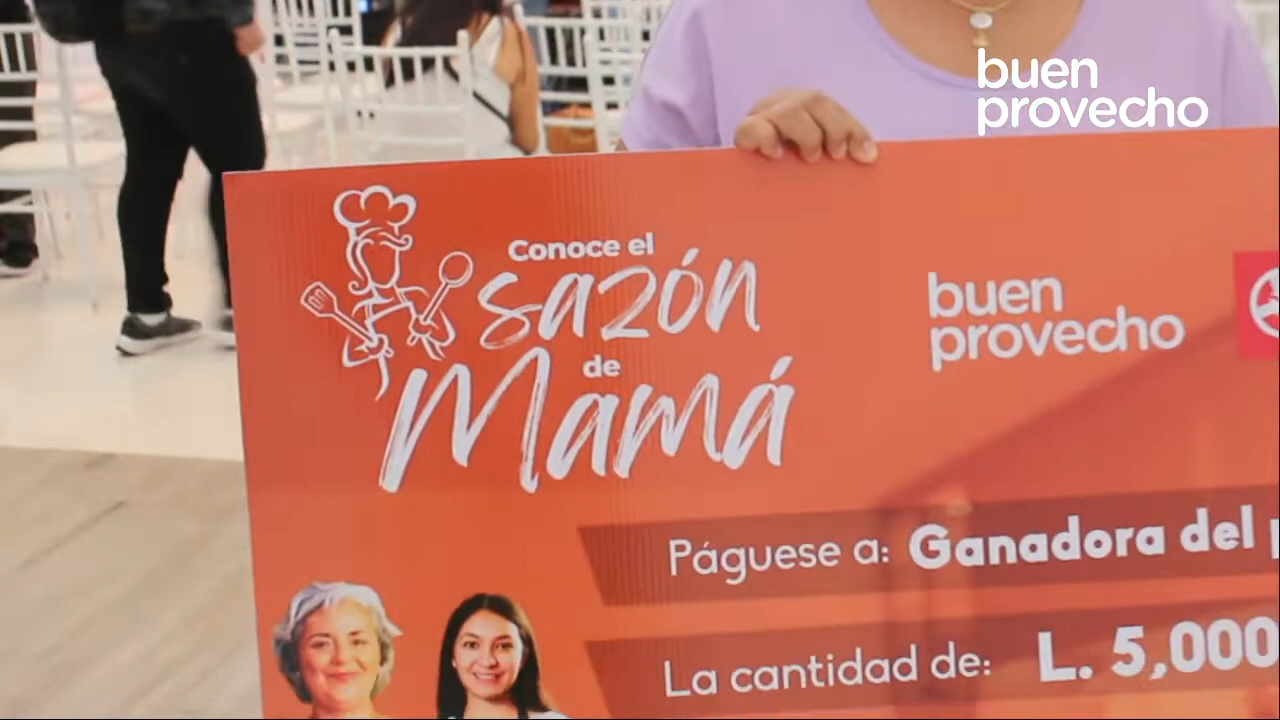 buen
provecho
Conoce el
sazón
de
Mamá
buen
provecho
Páguese a: Ganadora del
La cantidad de: L. 5,000